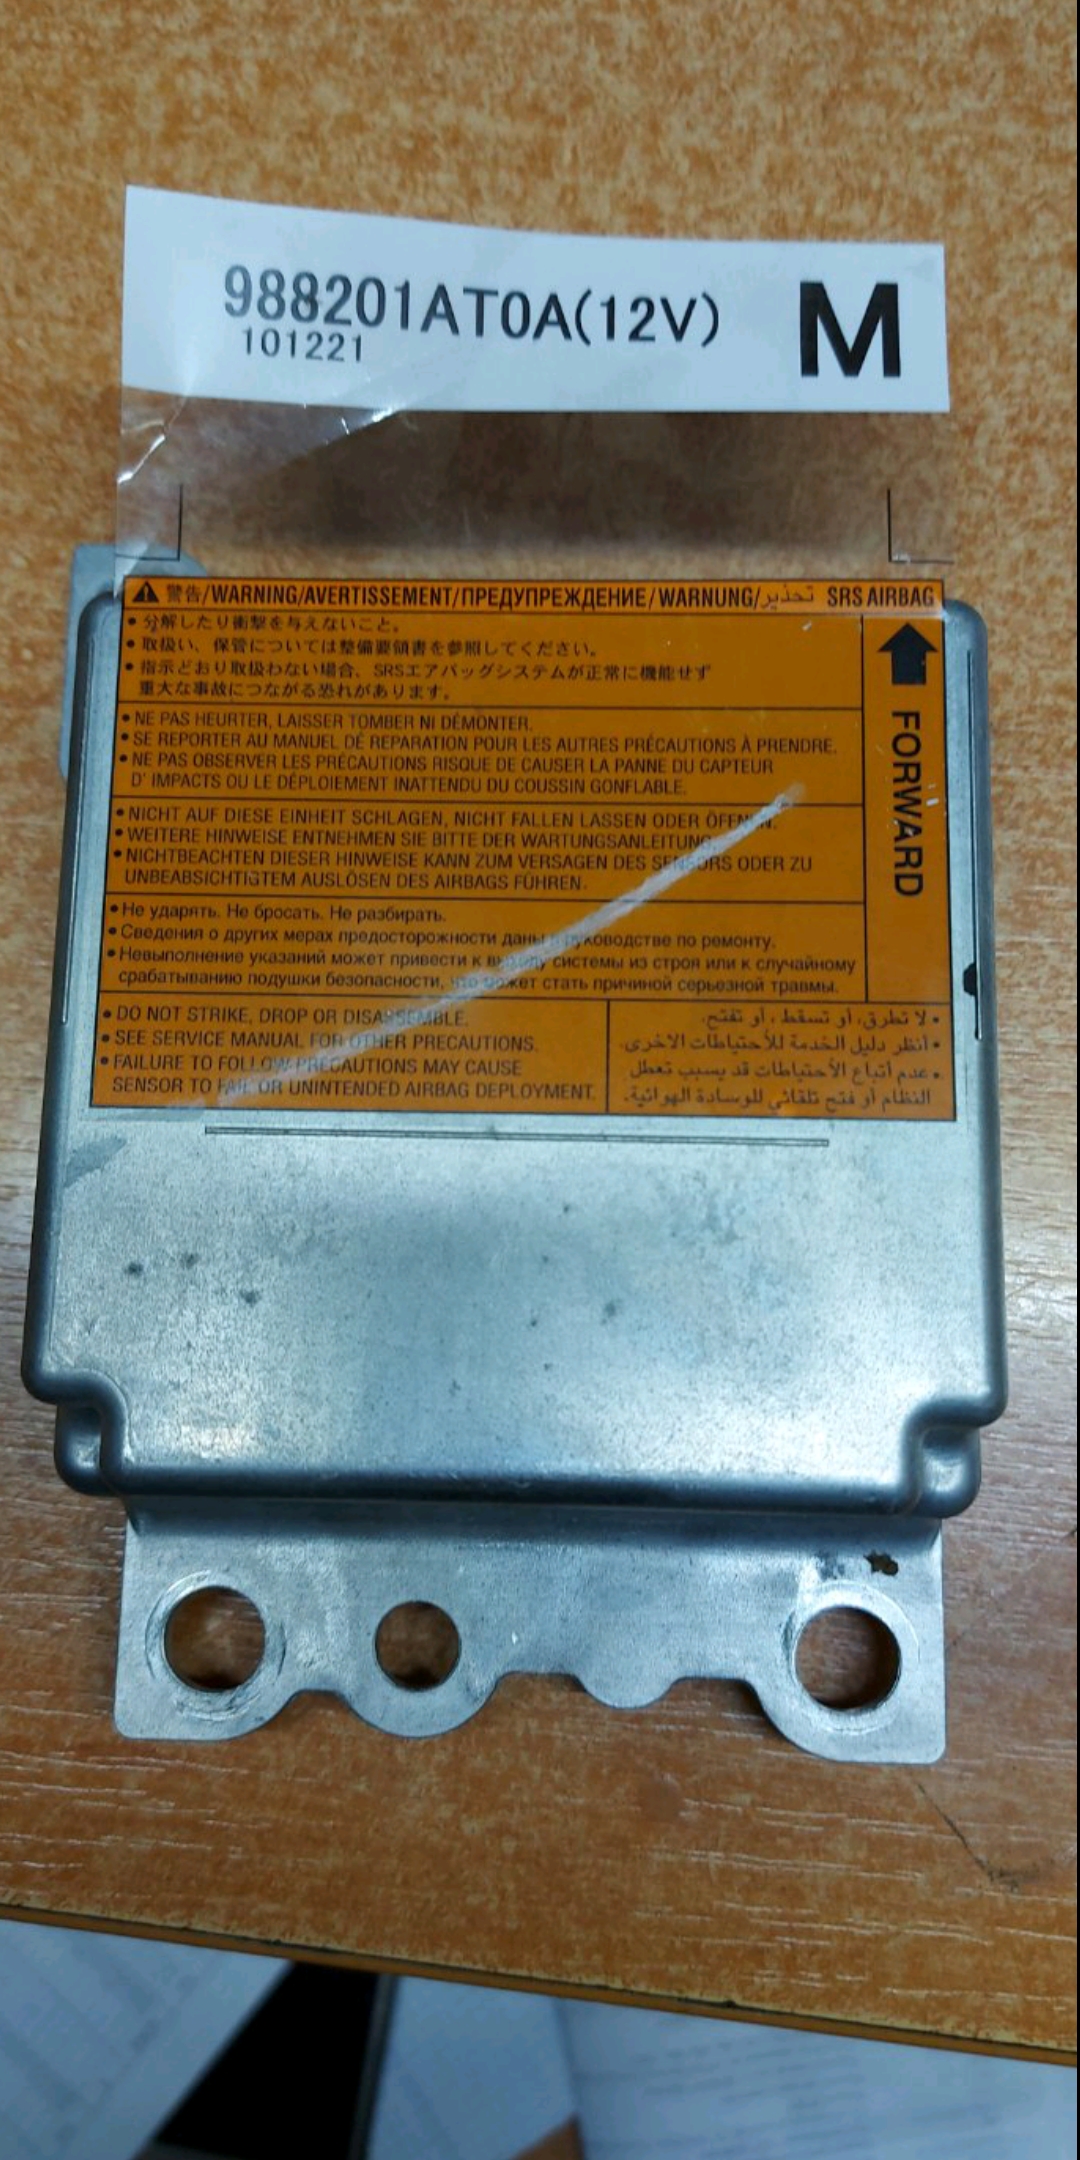 988201AT0A(12V)
M
101221
警告/WARNING/AVERTISSEMENT/ПРЕДУПРЕЖДЕНИЕ/WARNUNG/تحذير SRS AIRBAG
• 分解したり衝撃を与えないこと。
• 取扱い、保管については整備要領書を参照してください。
• 指示どおり取扱わない場合、SRSエアバッグシステムが正常に機能せず
重大な事故につながる恐れがあります。
FORWARD
• NE PAS HEURTER, LAISSER TOMBER NI DÉMONTER.
• SE REPORTER AU MANUEL DE REPARATION POUR LES AUTRES PRÉCAUTIONS À PRENDRE.
• NE PAS OBSERVER LES PRÉCAUTIONS RISQUE DE CAUSER LA PANNE DU CAPTEUR
D' IMPACTS OU LE DÉPLOIEMENT INATTENDU DU COUSSIN GONFLABLE.
• NICHT AUF DIESE EINHEIT SCHLAGEN, NICHT FALLEN LASSEN ODER ÖFFNEN.
• WEITERE HINWEISE ENTNEHMEN SIE BITTE DER WARTUNGSANLEITUNG.
• NICHTBEACHTEN DIESER HINWEISE KANN ZUM VERSAGEN DES SENSORS ODER ZU
UNBEABSICHTIGTEM AUSLÖSEN DES AIRBAGS FÜHREN.
• Не ударять. Не бросать. Не разбирать.
• Сведения о других мерах предосторожности даны в руководстве по ремонту.
• Невыполнение указаний может привести к выходу системы из строя или к случайному
срабатыванию подушки безопасности, что может стать причиной серьезной травмы.
• DO NOT STRIKE, DROP OR DISASSEMBLE.
• SEE SERVICE MANUAL FOR OTHER PRECAUTIONS.
• FAILURE TO FOLLOW PRECAUTIONS MAY CAUSE
SENSOR TO FAIL OR UNINTENDED AIRBAG DEPLOYMENT.
• لا تطرق، أو تسقط، أو تفتح.
• أنظر دليل الخدمة للأحتياطات الاخرى.
• عدم أتباع الأحتياطات قد يسبب تعطل
النظام أو فتح تلقائي للوسادة الهوائية.